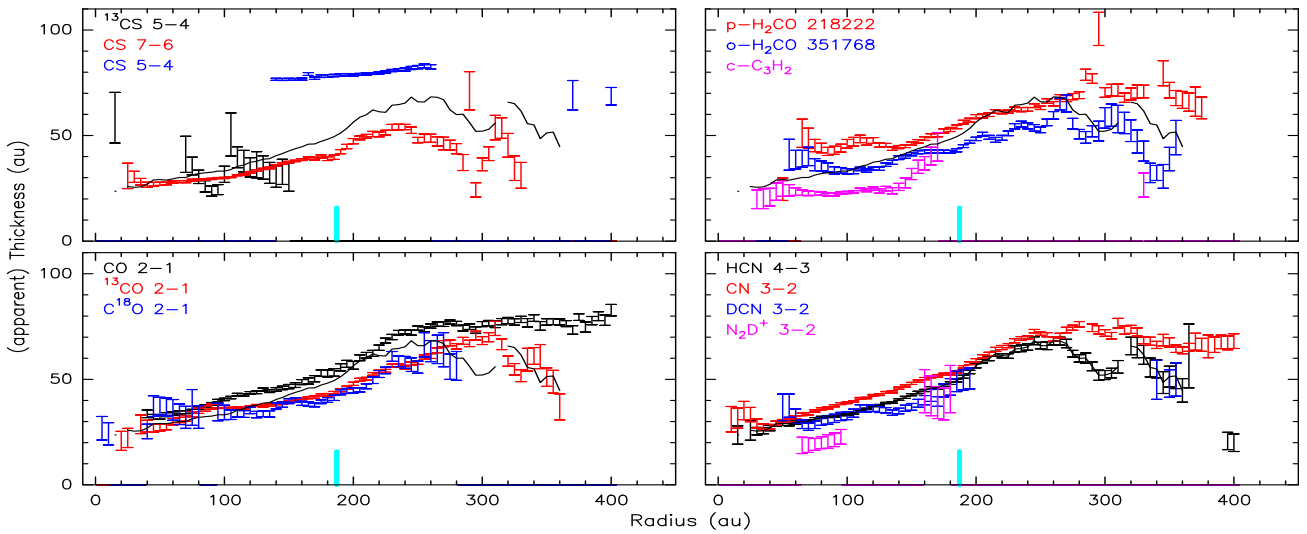 ¹³CS 5−4
CS 7−6
CS 5−4
p−H₂CO 218222
o−H₂CO 351768
c−C₃H₂
100
50
0
(apparent) Thickness (au)
CO 2−1
¹³CO 2−1
C¹⁸O 2−1
HCN 4−3
CN 3−2
DCN 3−2
N₂D⁺ 3−2
100
50
0
0 100 200 300 400
0 100 200 300 400
Radius (au)